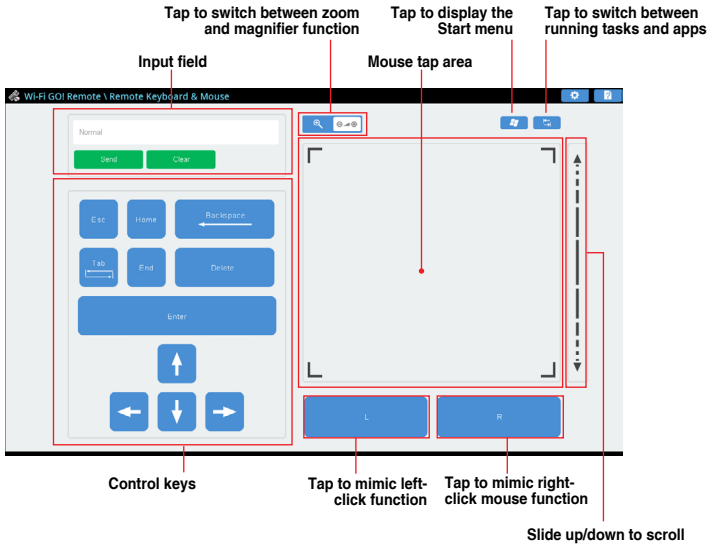 Tap to switch between zoom
and magnifier function
Tap to display the
Start menu
Tap to switch between
running tasks and apps
Input field
Mouse tap area
Wi-Fi GO! Remote \ Remote Keyboard & Mouse
Normal
Send
Clear
Esc
Home
Backspace
Tab
End
Delete
Enter
L
R
Control keys
Tap to mimic left-
click function
Tap to mimic right-
click mouse function
Slide up/down to scroll